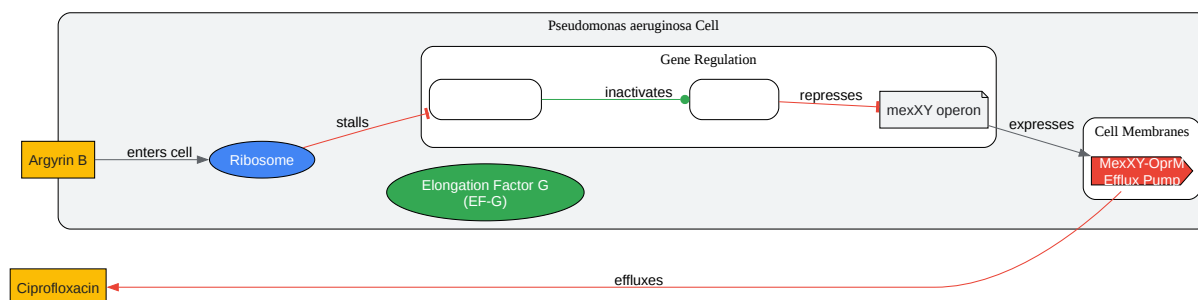 Pseudomonas aeruginosa Cell
Gene Regulation
inactivates
represses
mexXY operon
stalls
expresses
Cell Membranes
Argyrin B
enters cell
Ribosome
MexXY-OprM
Efflux Pump
Elongation Factor G
(EF-G)
effluxes
Ciprofloxacin